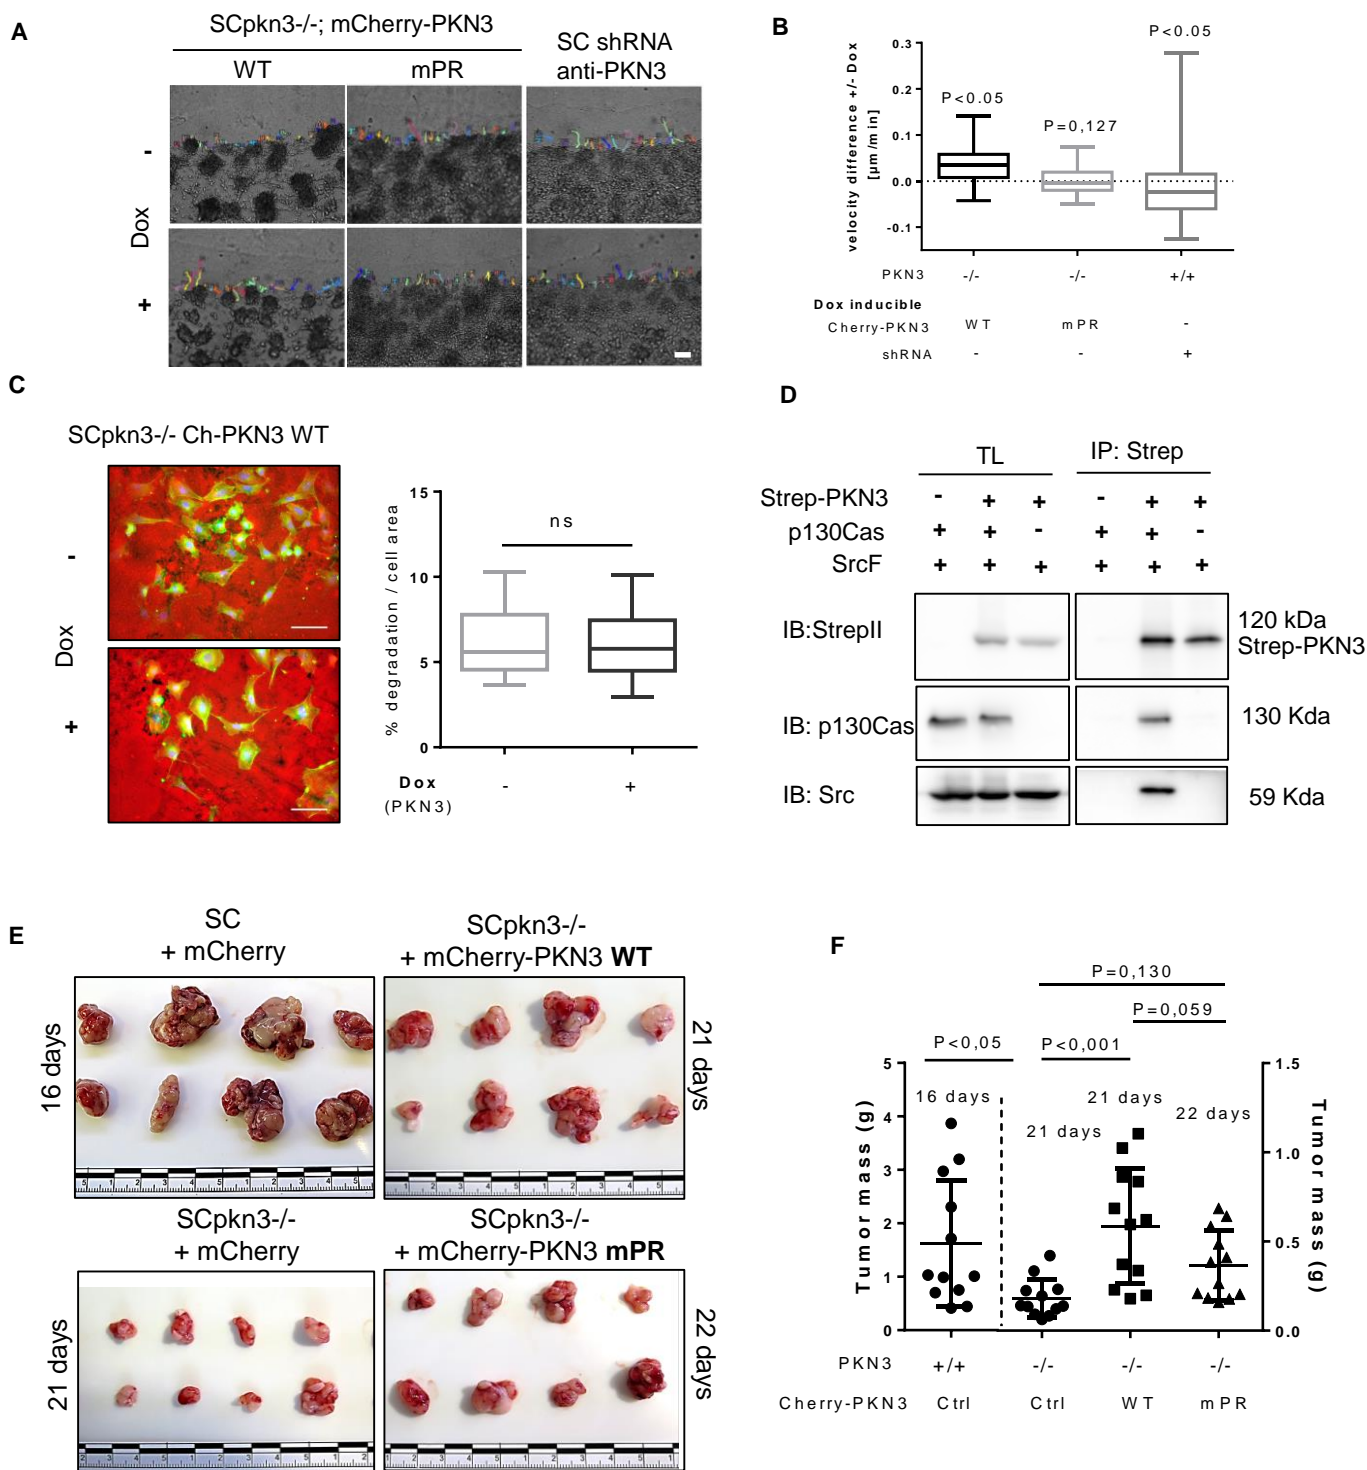 A
SCpkn3-/-; mCherry-PKN3
WT
mPR
SC shRNA
anti-PKN3
-
Dox
+
B
velocity difference +/- Dox
[µm/min]
0.3
0.2
0.1
0.0
-0.1
P<0.05
P=0,127
P<0.05
PKN3 -/- -/- +/+
Dox inducible
Cherry-PKN3 WT mPR -
shRNA - - +
C
SCpkn3-/- Ch-PKN3 WT
-
Dox
+
% degradation / cell area
15
10
5
0
ns
Dox - +
(PKN3)
D
TL
IP: Strep
Strep-PKN3 - + + - + +
p130Cas + + - + + -
SrcF + + + + + +
IB:StrepII
120 kDa
Strep-PKN3
IB: p130Cas
130 Kda
IB: Src
59 Kda
E
SC
+ mCherry
16 days
SCpkn3-/-
+ mCherry-PKN3 WT
21 days
SCpkn3-/-
+ mCherry
21 days
SCpkn3-/-
+ mCherry-PKN3 mPR
22 days
F
P=0,130
P=0,059
P<0,05
P<0,001
Tumor mass (g)
5
4
3
2
1
0
16 days
21 days
21 days
22 days
1.5
1.0
0.5
0.0
Tumor mass (g)
PKN3 +/+ -/- -/- -/-
Cherry-PKN3 Ctrl Ctrl WT mPR